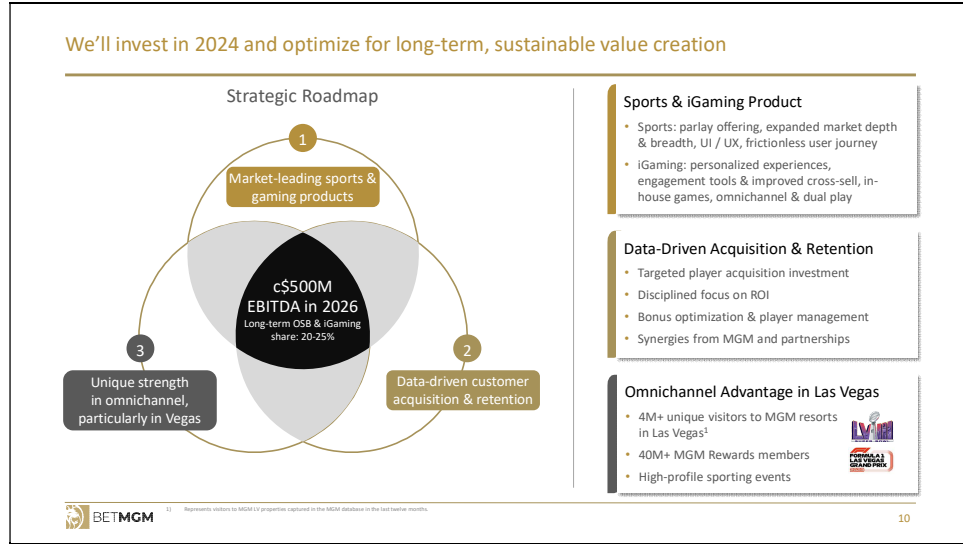 We’ll invest in 2024 and optimize for long-term, sustainable value creation
Strategic Roadmap
1
Market-leading sports &
gaming products
c$500M
EBITDA in 2026
Long-term OSB & iGaming
share: 20-25%
3
Unique strength
in omnichannel,
particularly in Vegas
2
Data-driven customer
acquisition & retention
Sports & iGaming Product
• Sports: parlay offering, expanded market depth
& breadth, UI / UX, frictionless user journey
• iGaming: personalized experiences,
engagement tools & improved cross-sell, in-
house games, omnichannel & dual play
Data-Driven Acquisition & Retention
• Targeted player acquisition investment
• Disciplined focus on ROI
• Bonus optimization & player management
• Synergies from MGM and partnerships
Omnichannel Advantage in Las Vegas
• 4M+ unique visitors to MGM resorts
in Las Vegas¹
• 40M+ MGM Rewards members
• High-profile sporting events
LVIII
FORMULA 1
LAS VEGAS
GRAND PRIX
BETMGM
1) Represents visitors to MGM LV properties captured in the MGM database in the last twelve months.
10